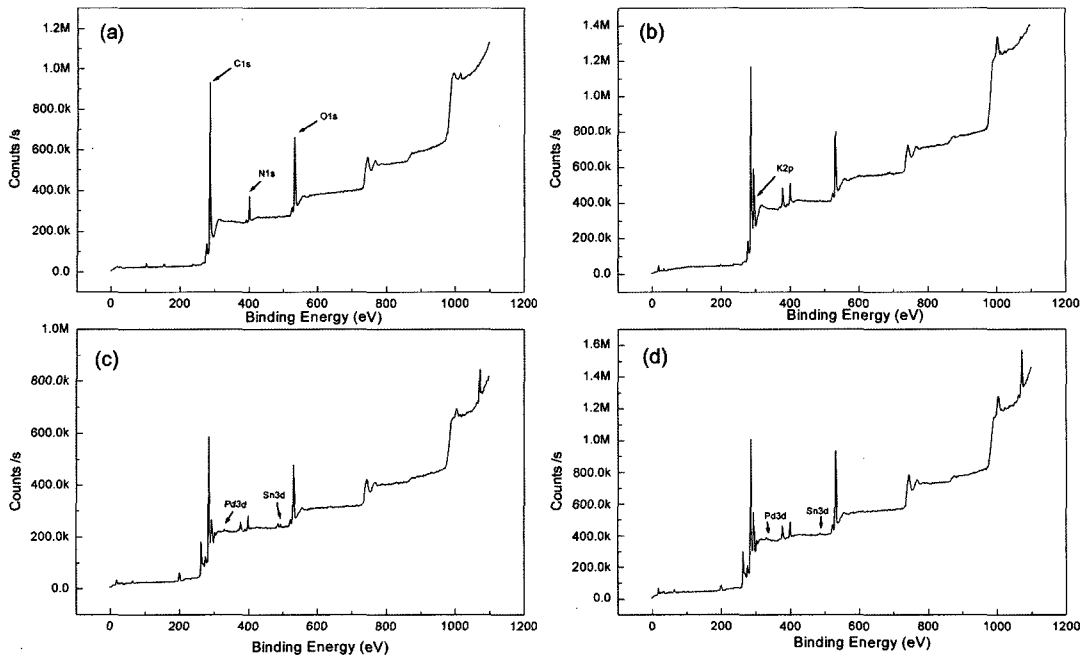 (a)
1.2M
1.0M
800.0k
600.0k
400.0k
200.0k
0.0
Conuts /s
C1s
N1s
O1s
0 200 400 600 800 1000 1200
Binding Energy (eV)
(b)
1.4M
1.2M
1.0M
800.0k
600.0k
400.0k
200.0k
0.0
Counts /s
K2p
0 200 400 600 800 1000 1200
Binding Energy (eV)
(c)
1.0M
800.0k
600.0k
400.0k
200.0k
0.0
Counts /s
Pd3d
Sn3d
0 200 400 600 800 1000 1200
Binding Energy (eV)
(d)
1.6M
1.4M
1.2M
1.0M
800.0k
600.0k
400.0k
200.0k
0.0
Counts /s
Pd3d
Sn3d
0 200 400 600 800 1000 1200
Binding Energy (eV)